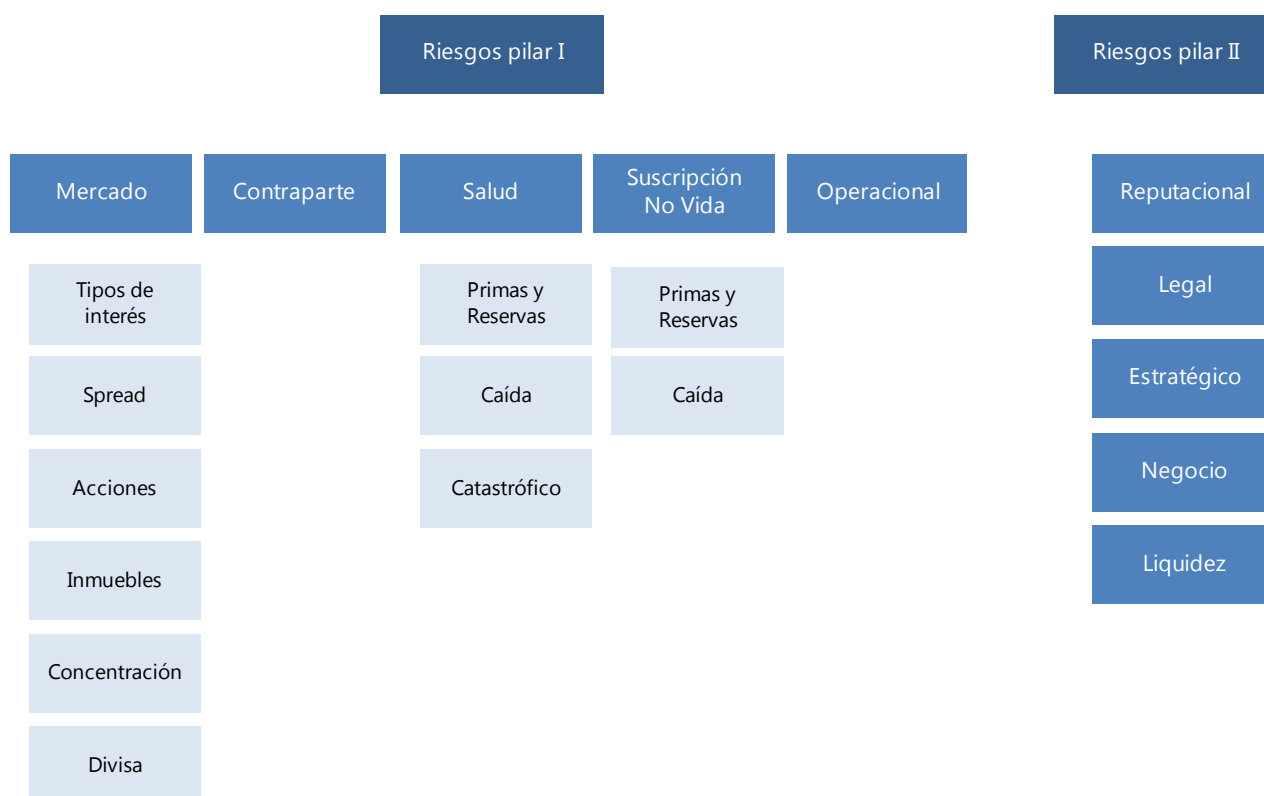 Riesgos pilar I
Riesgos pilar II
Mercado
Contraparte
Salud
Suscripción
No Vida
Operacional
Reputacional
Tipos de
interés
Primas y
Reservas
Primas y
Reservas
Legal
Spread
Caída
Caída
Estratégico
Acciones
Catastrófico
Negocio
Inmuebles
Liquidez
Concentración
Divisa